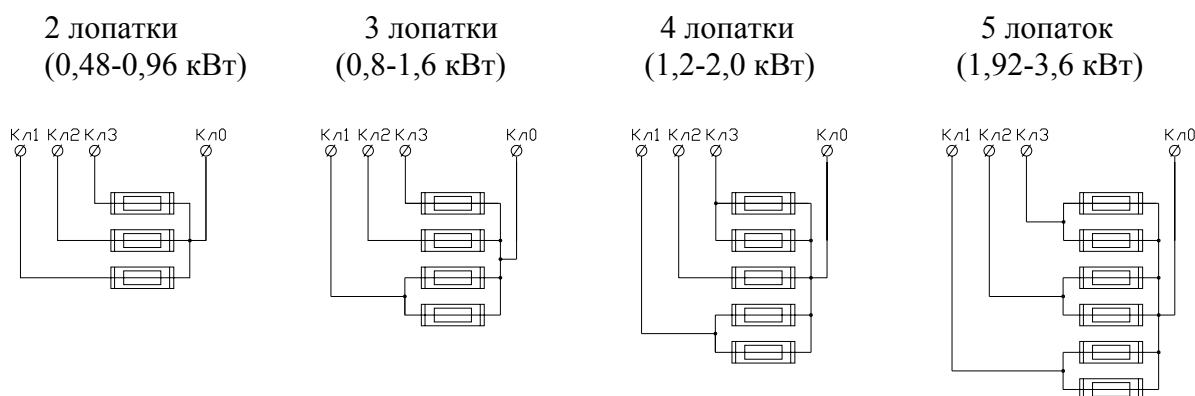 2 лопатки 3 лопатки 4 лопатки 5 лопаток
(0,48-0,96 кВт) (0,8-1,6 кВт) (1,2-2,0 кВт) (1,92-3,6 кВт)
Кл1 Кл2 Кл3 Кл0 Кл1 Кл2 Кл3 Кл0 Кл1 Кл2 Кл3 Кл0 Кл1 Кл2 Кл3 Кл0